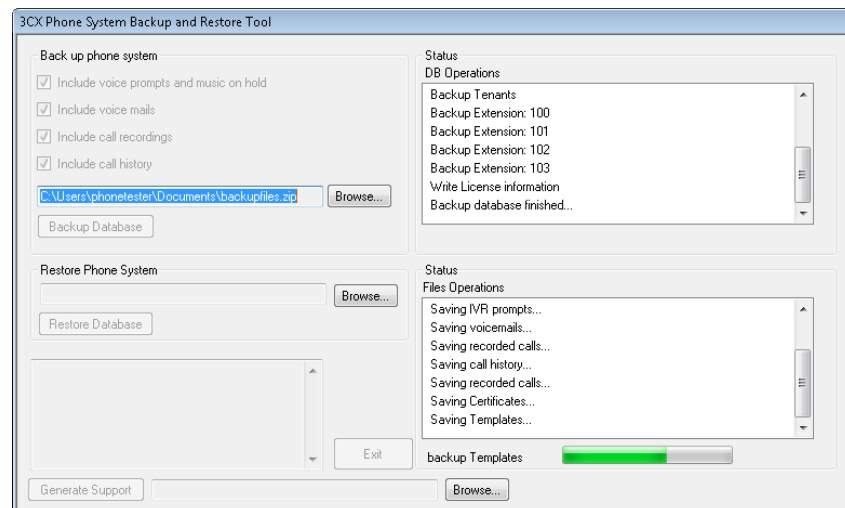 3CX Phone System Backup and Restore Tool
Back up phone system
Include voice prompts and music on hold
Include voice mails
Include call recordings
Include call history
C:\Users\phonetester\Documents\backupfiles.zip
Browse...
Backup Database
Status
DB Operations
Backup Tenants
Backup Extension: 100
Backup Extension: 101
Backup Extension: 102
Backup Extension: 103
Write License information
Backup database finished...
Restore Phone System
Browse...
Restore Database
Status
Files Operations
Saving IVR prompts...
Saving voicemails...
Saving recorded calls...
Saving call history...
Saving recorded calls...
Saving Certificates...
Saving Templates...
Exit
backup Templates
Generate Support
Browse...